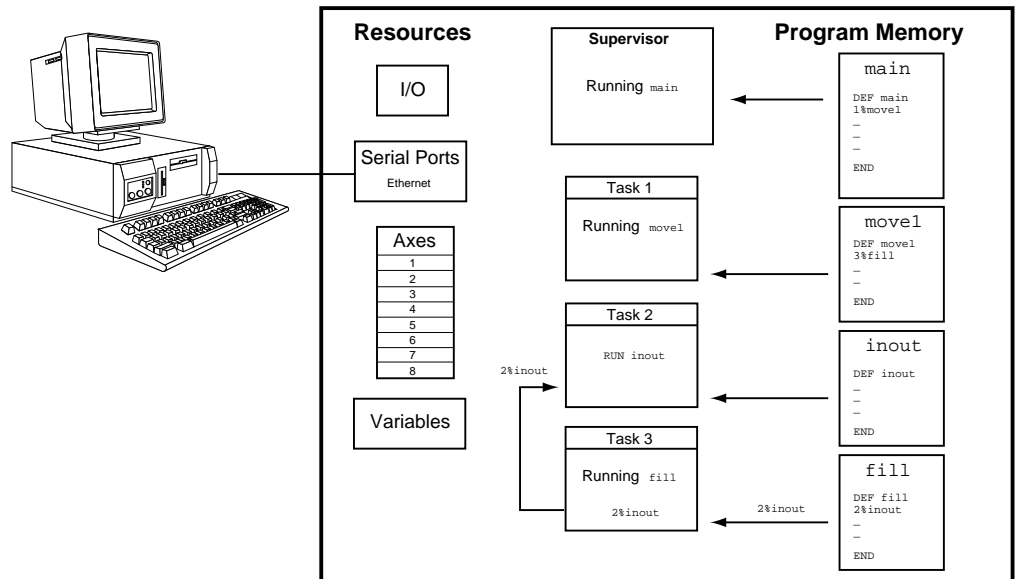 Resources
I/O
Serial Ports
Ethernet
Axes
1
2
3
4
5
6
7
8
Variables
Supervisor
Running main
Task 1
Running move1
Task 2
RUN inout
2%inout
Task 3
Running fill
2%inout
Program Memory
main
DEF main
1%move1
–
–
–
END
move1
DEF move1
3%fill
–
–
END
inout
DEF inout
–
–
–
END
fill
DEF fill
2%inout
–
–
END
2%inout